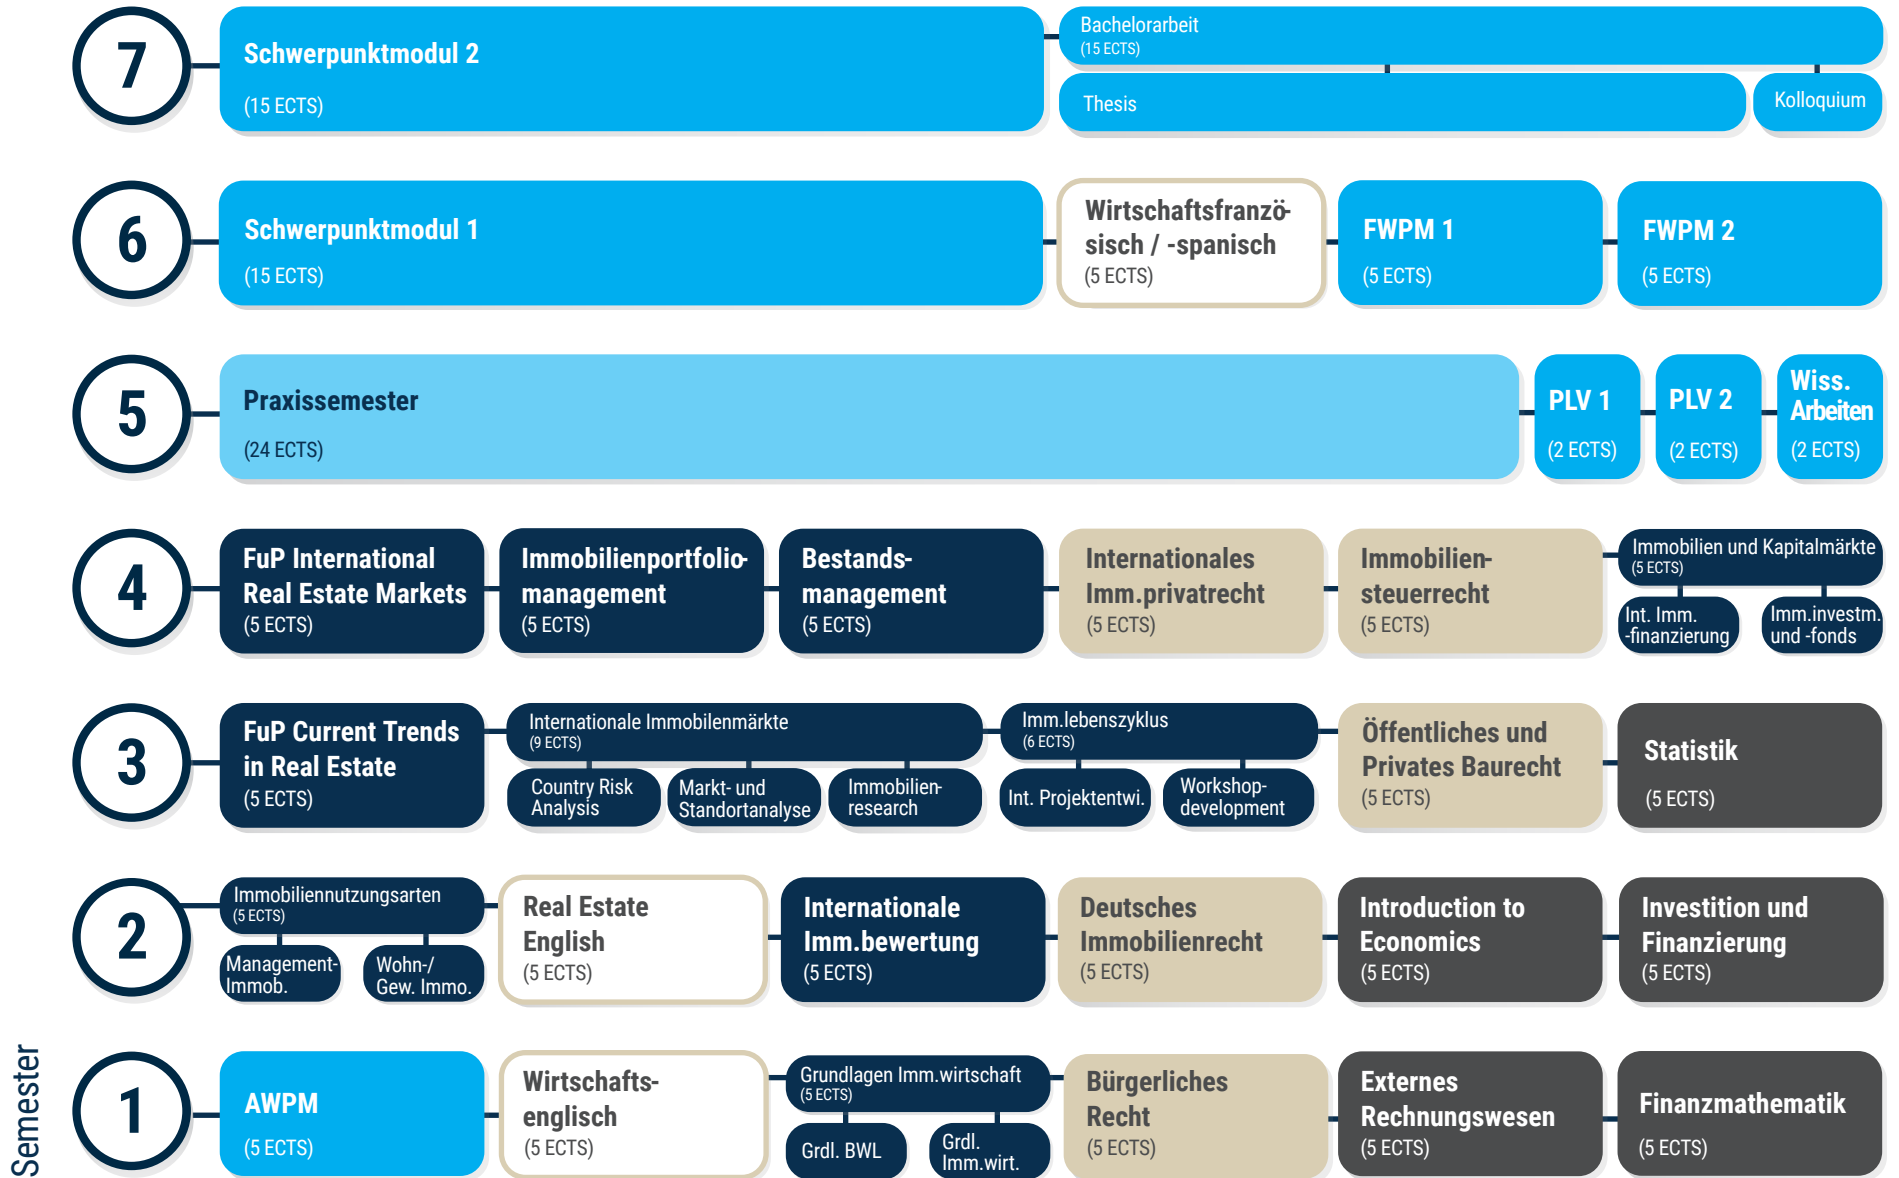 7
Schwerpunktmodul 2
(15 ECTS)
Bachelorarbeit
(15 ECTS)
Thesis
Kolloquium
6
Schwerpunktmodul 1
(15 ECTS)
Wirtschaftsfranzö-
sisch / -spanisch
(5 ECTS)
FWPM 1
(5 ECTS)
FWPM 2
(5 ECTS)
5
Praxissemester
(24 ECTS)
PLV 1
(2 ECTS)
PLV 2
(2 ECTS)
Wiss.
Arbeiten
(2 ECTS)
4
FuP International
Real Estate Markets
(5 ECTS)
Immobilienportfolio-
management
(5 ECTS)
Bestands-
management
(5 ECTS)
Internationales
Imm.privatrecht
(5 ECTS)
Immobilien-
steuerrecht
(5 ECTS)
Immobilien und Kapitalmärkte
(5 ECTS)
Int. Imm.
-finanzierung
Imm.investm.
und -fonds
3
FuP Current Trends
in Real Estate
(5 ECTS)
Internationale Immobilenmärkte
(9 ECTS)
Country Risk
Analysis
Markt- und
Standortanalyse
Immobilien-
research
Imm.lebenszyklus
(6 ECTS)
Int. Projektentwi.
Workshop-
development
Öffentliches und
Privates Baurecht
(5 ECTS)
Statistik
(5 ECTS)
2
Immobiliennutzungsarten
(5 ECTS)
Management-
Immob.
Wohn-/
Gew. Immo.
Real Estate
English
(5 ECTS)
Internationale
Imm.bewertung
(5 ECTS)
Deutsches
Immobilienrecht
(5 ECTS)
Introduction to
Economics
(5 ECTS)
Investition und
Finanzierung
(5 ECTS)
Semester
1
AWPM
(5 ECTS)
Wirtschafts-
englisch
(5 ECTS)
Grundlagen Imm.wirtschaft
(5 ECTS)
Grdl. BWL
Grdl.
Imm.wirt.
Bürgerliches
Recht
(5 ECTS)
Externes
Rechnungswesen
(5 ECTS)
Finanzmathematik
(5 ECTS)